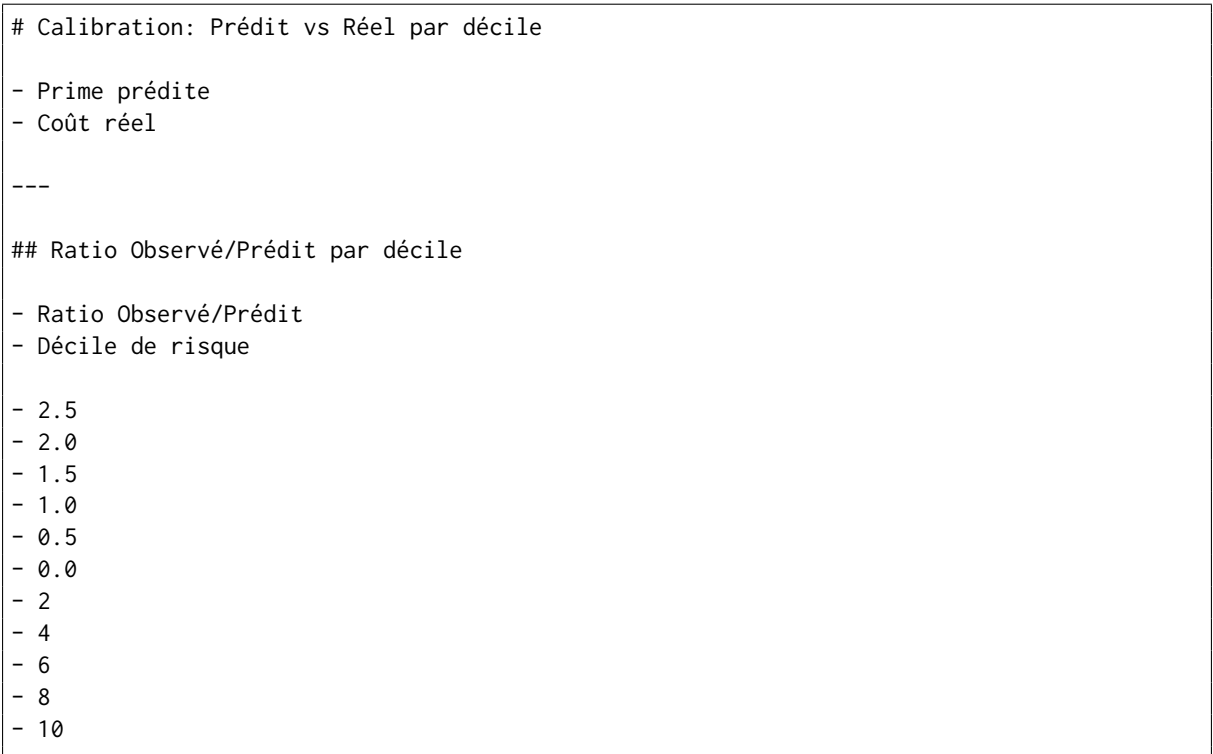 # Calibration: Prédit vs Réel par décile
- Prime prédite
- Coût réel
---
## Ratio Observé/Prédit par décile
- Ratio Observé/Prédit
- Décile de risque
- 2.5
- 2.0
- 1.5
- 1.0
- 0.5
- 0.0
- 2
- 4
- 6
- 8
- 10